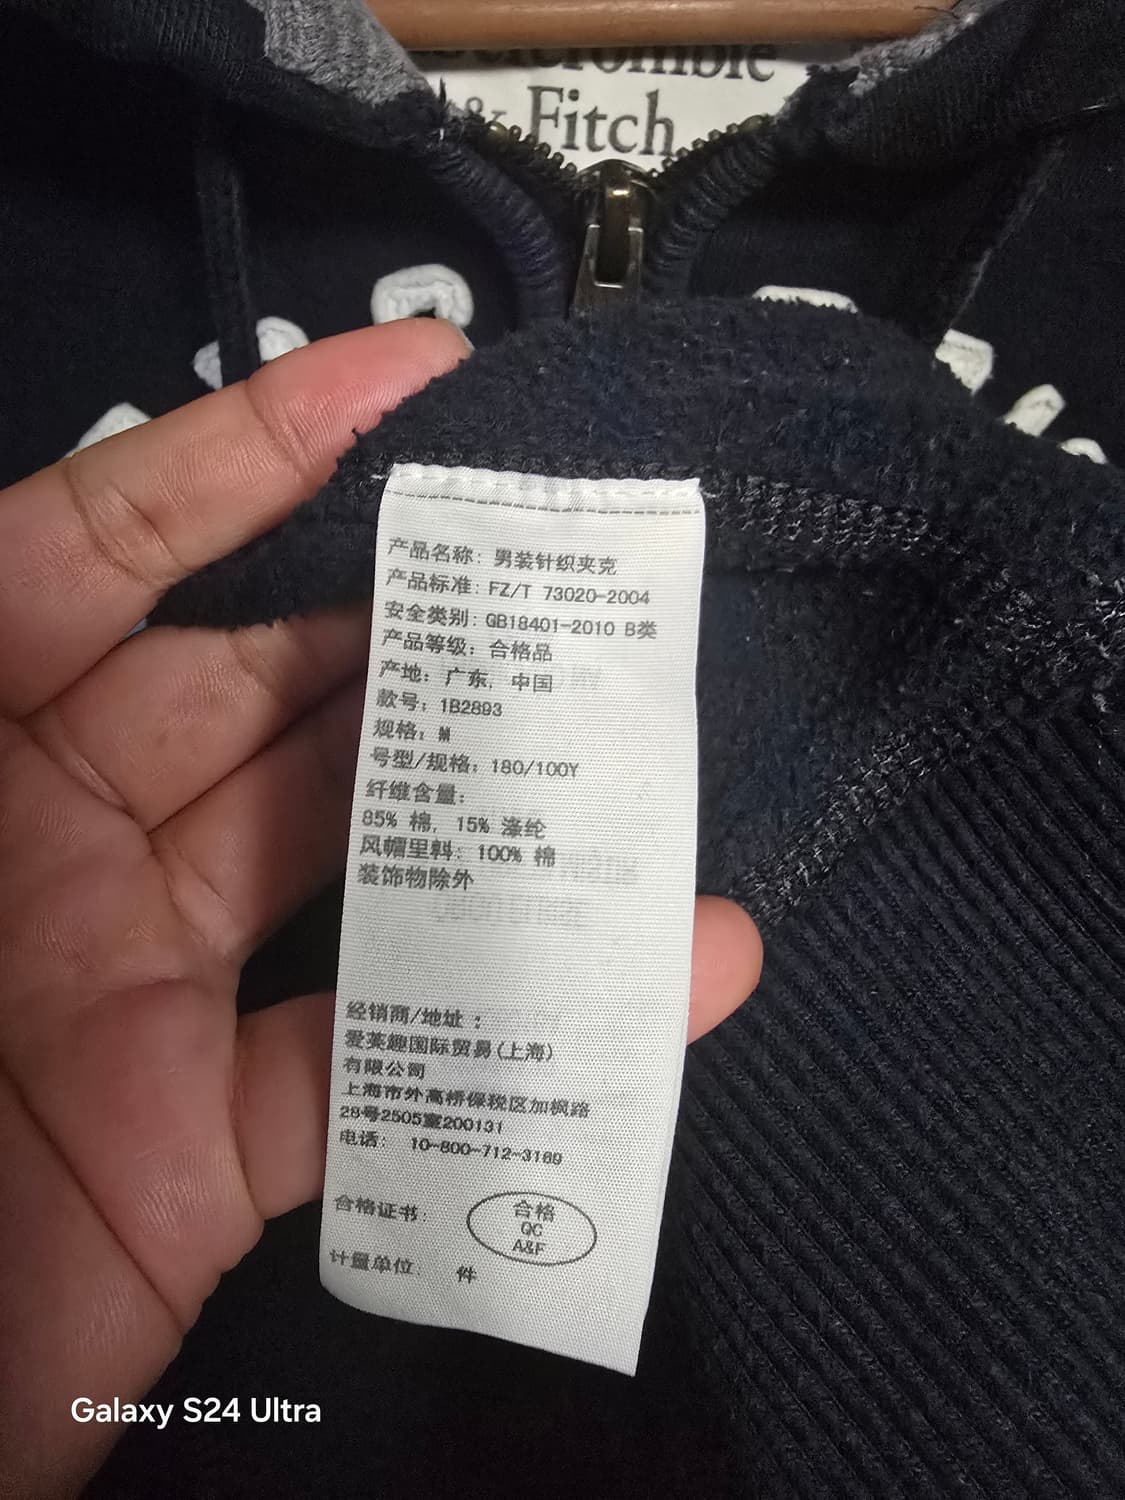 Abercrombie
& Fitch
产品名称: 男装针织夹克
产品标准: FZ/T 73020-2004
安全类别: GB18401-2010 B类
产品等级: 合格品
产地: 广东, 中国
款号: 1B2893
规格: M
号型/规格: 180/100Y
纤维含量:
85% 棉, 15% 涤纶
风帽里料: 100% 棉
装饰物除外
经销商/地址 :
爱芙趣国际贸易(上海)
有限公司
上海市外高桥保税区加枫路
28号2505室200131
电话: 10-800-712-3169
合格证书:
合格
QC
A&F
计量单位: 件
Galaxy S24 Ultra